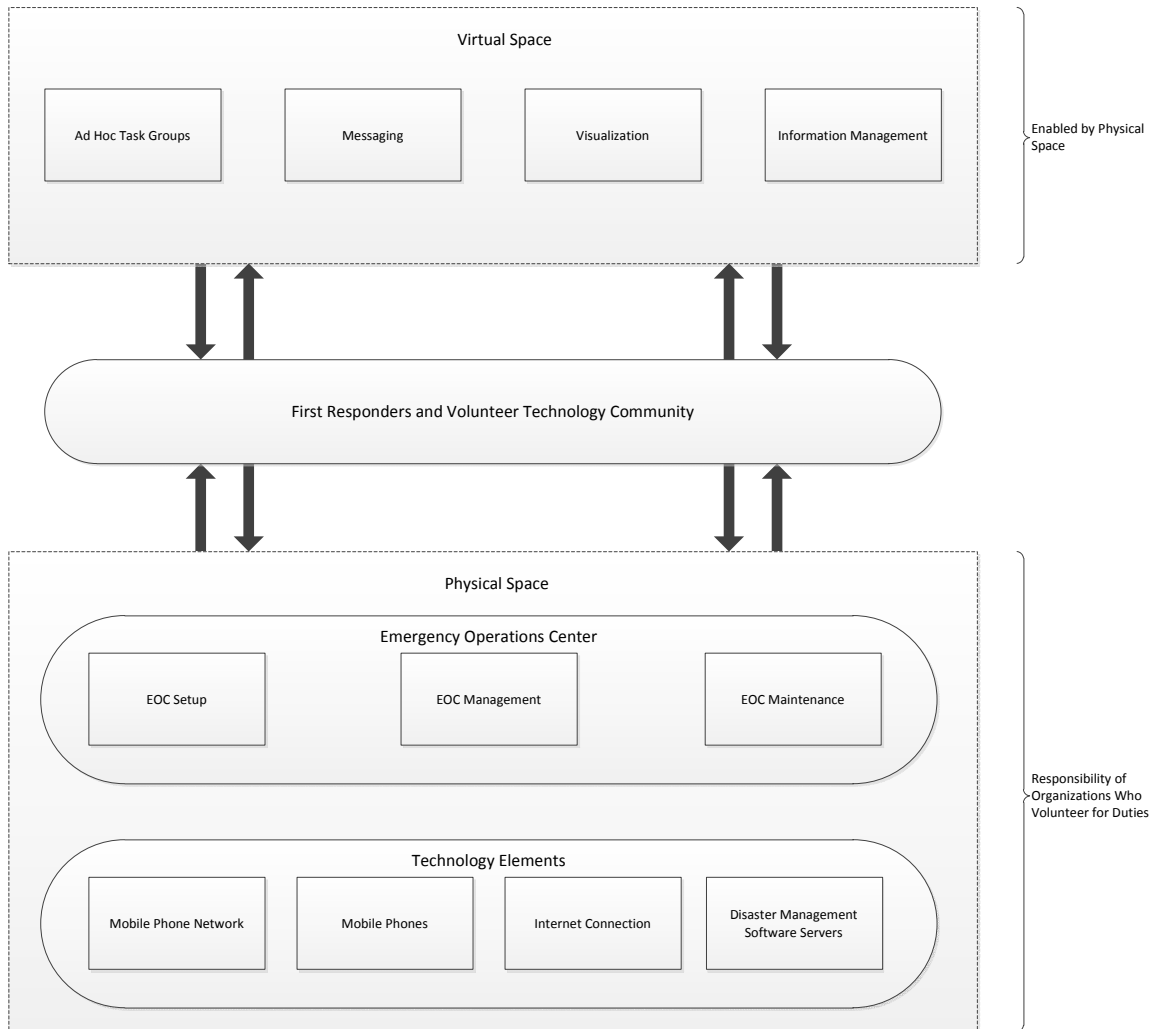 Virtual Space
Ad Hoc Task Groups
Messaging
Visualization
Information Management
Enabled by Physical
Space
First Responders and Volunteer Technology Community
Physical Space
Emergency Operations Center
EOC Setup
EOC Management
EOC Maintenance
Responsibility of
Organizations Who
Volunteer for Duties
Technology Elements
Mobile Phone Network
Mobile Phones
Internet Connection
Disaster Management
Software Servers